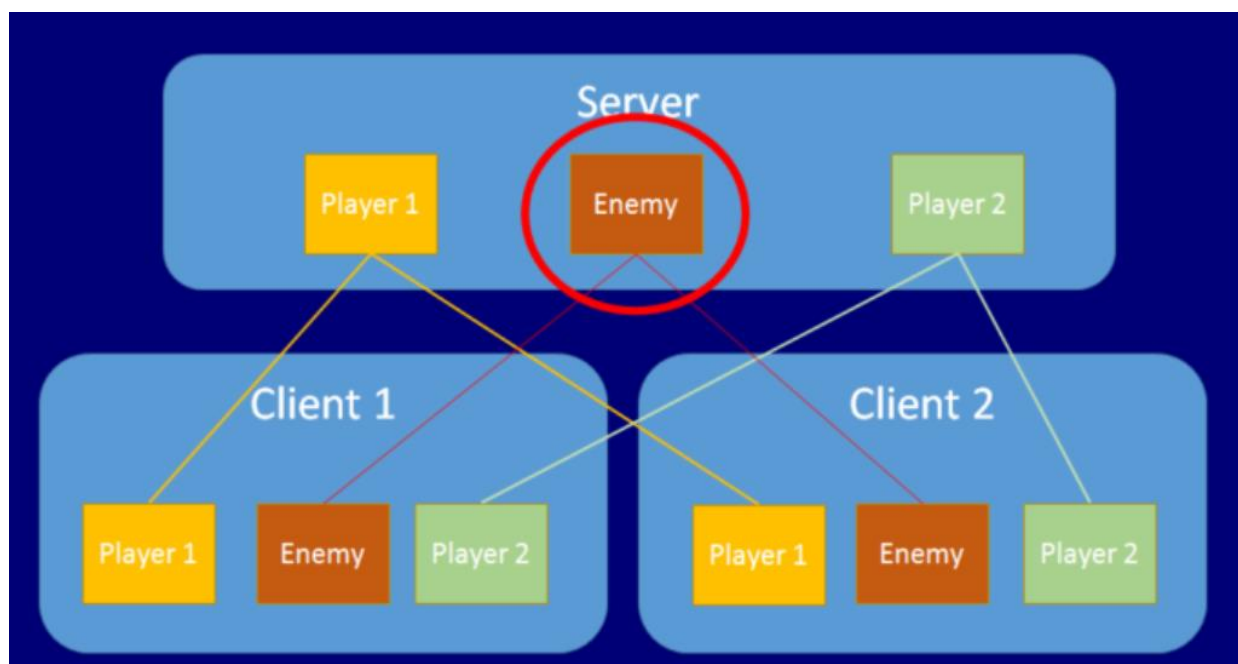 Server
Player 1
Enemy
Player 2
Client 1
Client 2
Player 1
Enemy
Player 2
Player 1
Enemy
Player 2